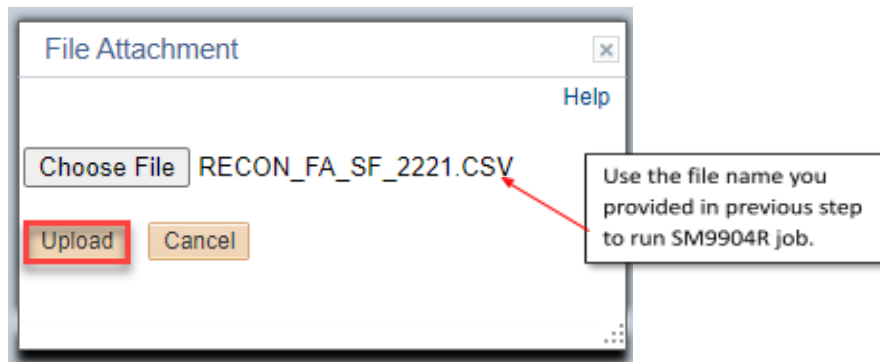 File Attachment
Help
Choose File RECON_FA_SF_2221.CSV
Use the file name you
provided in previous step
to run SM9904R job.
Upload Cancel